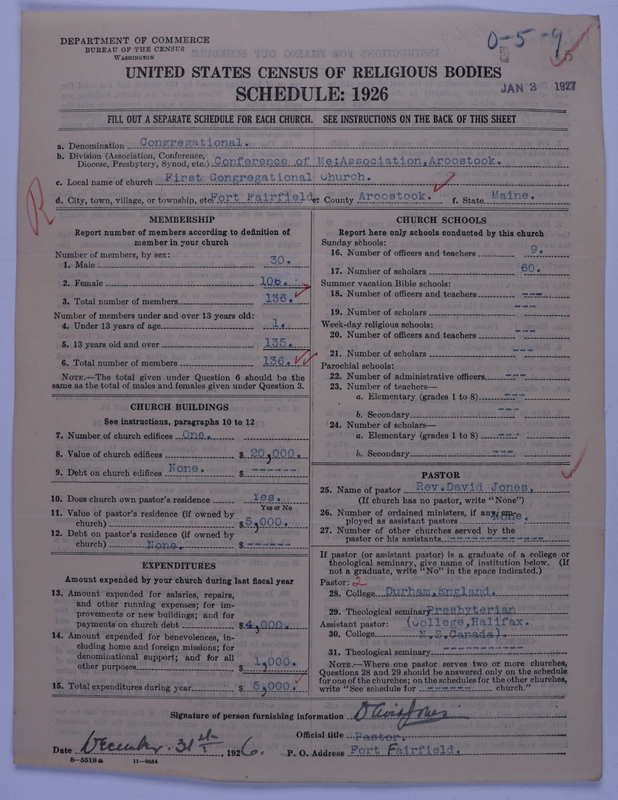 DEPARTMENT OF COMMERCE
BUREAU OF THE CENSUS
WASHINGTON
0-5-9
JAN 3 1927
UNITED STATES CENSUS OF RELIGIOUS BODIES
SCHEDULE: 1926
FILL OUT A SEPARATE SCHEDULE FOR EACH CHURCH. SEE INSTRUCTIONS ON THE BACK OF THIS SHEET
a. Denomination Congregational.
b. Division (Association, Conference, Diocese, Presbytery, Synod, etc.) Conference of Me:Association,Aroostook.
c. Local name of church First Congregational Church.
d. City, town, village, or township, etc. Fort Fairfield e. County Aroostook. f. State Maine.
R
MEMBERSHIP
Report number of members according to definition of
member in your church
Number of members, by sex:
1. Male 30.
2. Female 106.
3. Total number of members 136.
Number of members under and over 13 years old:
4. Under 13 years of age 1.
5. 13 years old and over 135.
6. Total number of members 136.
NOTE.—The total given under Question 6 should be the
same as the total of males and females given under Question 3.
CHURCH BUILDINGS
See instructions, paragraphs 10 to 12
7. Number of church edifices One.
8. Value of church edifices $ 20,000.
9. Debt on church edifices None. $ ------
10. Does church own pastor's residence Yes.
Yes or No
11. Value of pastor's residence (if owned by
church) $5,000.
12. Debt on pastor's residence (if owned by
church) None. $------
EXPENDITURES
Amount expended by your church during last fiscal year
13. Amount expended for salaries, repairs,
and other running expenses; for im-
provements or new buildings; and for
payments on church debt $4,000.
14. Amount expended for benevolences, in-
cluding home and foreign missions; for
denominational support; and for all
other purposes $ 1,000.
15. Total expenditures during year $ 5,000.
CHURCH SCHOOLS
Report here only schools conducted by this church
Sunday schools:
16. Number of officers and teachers 9.
17. Number of scholars 60.
Summer vacation Bible schools:
18. Number of officers and teachers ---
19. Number of scholars ---
Week-day religious schools:
20. Number of officers and teachers ---
21. Number of scholars ---
Parochial schools:
22. Number of administrative officers ---
23. Number of teachers—
a. Elementary (grades 1 to 8) ---
b. Secondary ---
24. Number of scholars—
a. Elementary (grades 1 to 8) ---
b. Secondary ---
PASTOR
25. Name of pastor Rev.David Jones.
(If church has no pastor, write "None")
26. Number of ordained ministers, if any, em-
ployed as assistant pastors None.
27. Number of other churches served by the
pastor or his assistants -------------
If pastor (or assistant pastor) is a graduate of a college or
theological seminary, give name of institution below. (If
not a graduate, write "No" in the space indicated.)
Pastor: 2
28. College Durham,England.
29. Theological seminary Presbyterian
Assistant pastor: (College,Halifax.
30. College N.S.Canada).
31. Theological seminary -----------
NOTE.—Where one pastor serves two or more churches,
Questions 28 and 29 should be answered only on the schedule
for one of the churches; on the schedules for the other churches,
write "See schedule for ------ church."
Signature of person furnishing information David Jones
Official title Pastor.
Date December 31st, 1926.
P. O. Address Fort Fairfield.
8—5518 a 11—9054